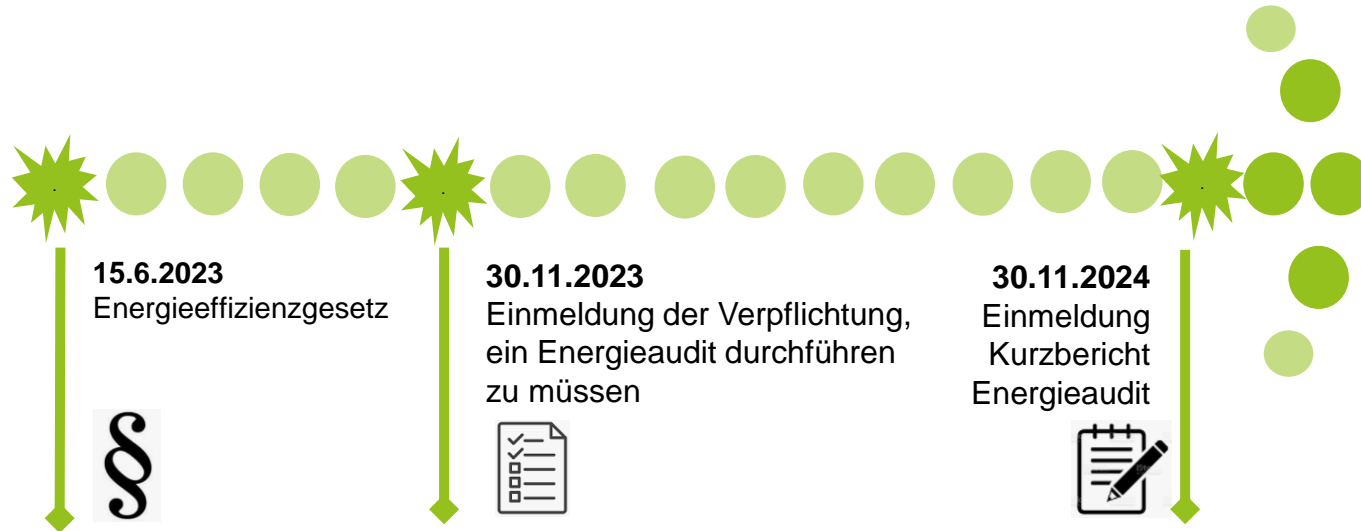 15.6.2023
Energieeffizienzgesetz
§
30.11.2023
Einmeldung der Verpflichtung,
ein Energieaudit durchführen
zu müssen
30.11.2024
Einmeldung
Kurzbericht
Energieaudit